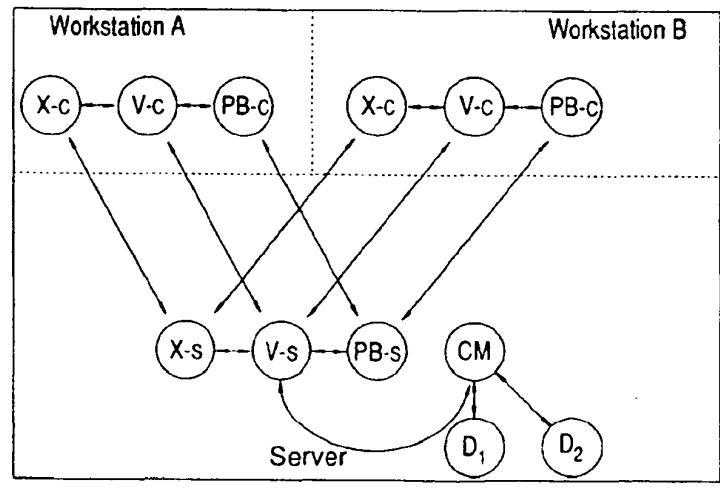 Workstation A
Workstation B
X-c
V-c
PB-c
X-c
V-c
PB-c
X-s
V-s
PB-s
CM
Server
D₁
D₂